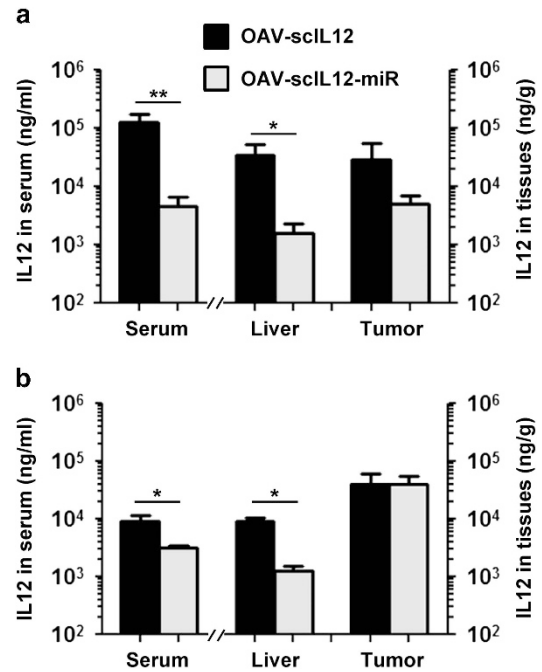 a
OAV-scIL12
OAV-scIL12-miR
IL12 in serum (ng/ml)
10⁶
10⁵
10⁴
10³
10²
**
*
10⁶
10⁵
10⁴
10³
10²
IL12 in tissues (ng/g)
Serum // Liver Tumor
b
IL12 in serum (ng/ml)
10⁶
10⁵
10⁴
10³
10²
*
*
10⁶
10⁵
10⁴
10³
10²
IL12 in tissues (ng/g)
Serum // Liver Tumor